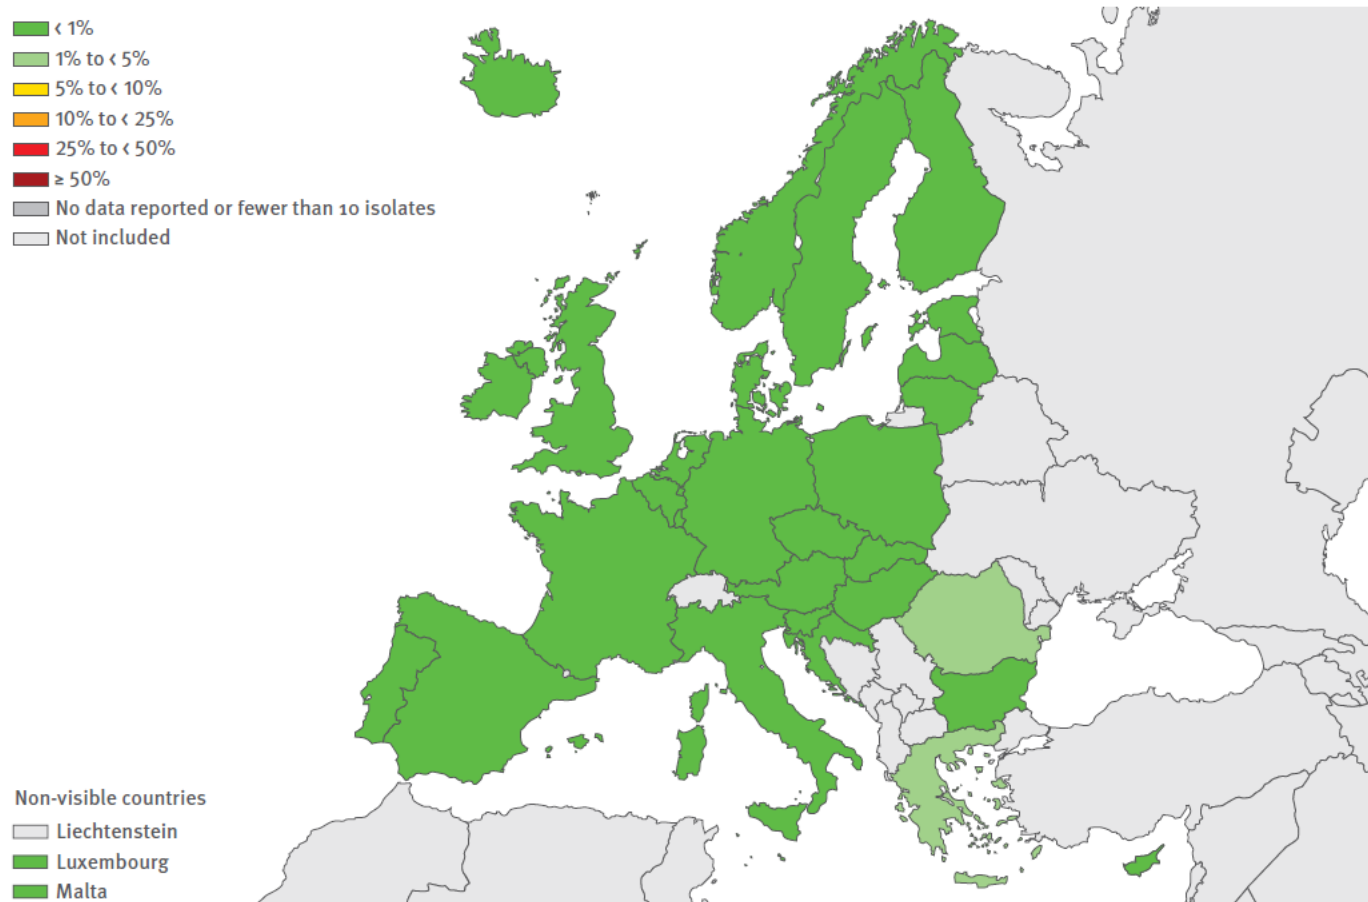 < 1%
1% to < 5%
5% to < 10%
10% to < 25%
25% to < 50%
≥ 50%
No data reported or fewer than 10 isolates
Not included
Non-visible countries
Liechtenstein
Luxembourg
Malta